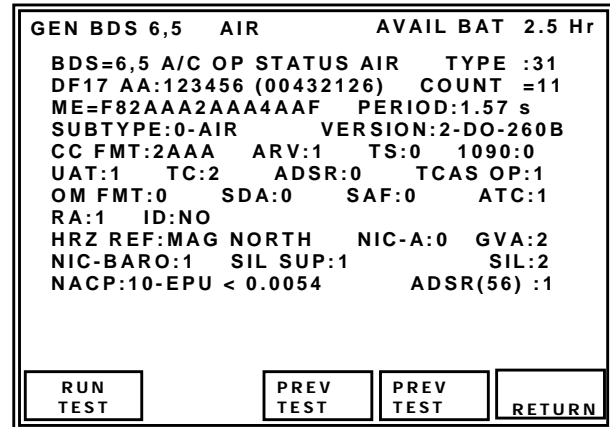 GEN BDS 6,5 AIR AVAIL BAT 2.5 Hr
BDS=6,5 A/C OP STATUS AIR TYPE :31
DF17 AA:123456 (00432126) COUNT =11
ME=F82AAA2AAA4AAF PERIOD:1.57 s
SUBTYPE:0-AIR VERSION:2-DO-260B
CC FMT:2AAA ARV:1 TS:0 1090:0
UAT:1 TC:2 ADSR:0 TCAS OP:1
OM FMT:0 SDA:0 SAF:0 ATC:1
RA:1 ID:NO
HRZ REF:MAG NORTH NIC-A:0 GVA:2
NIC-BARO:1 SIL SUP:1 SIL:2
NACP:10-EPU < 0.0054 ADSR(56) :1
RUN TEST
PREV TEST
PREV TEST
RETURN